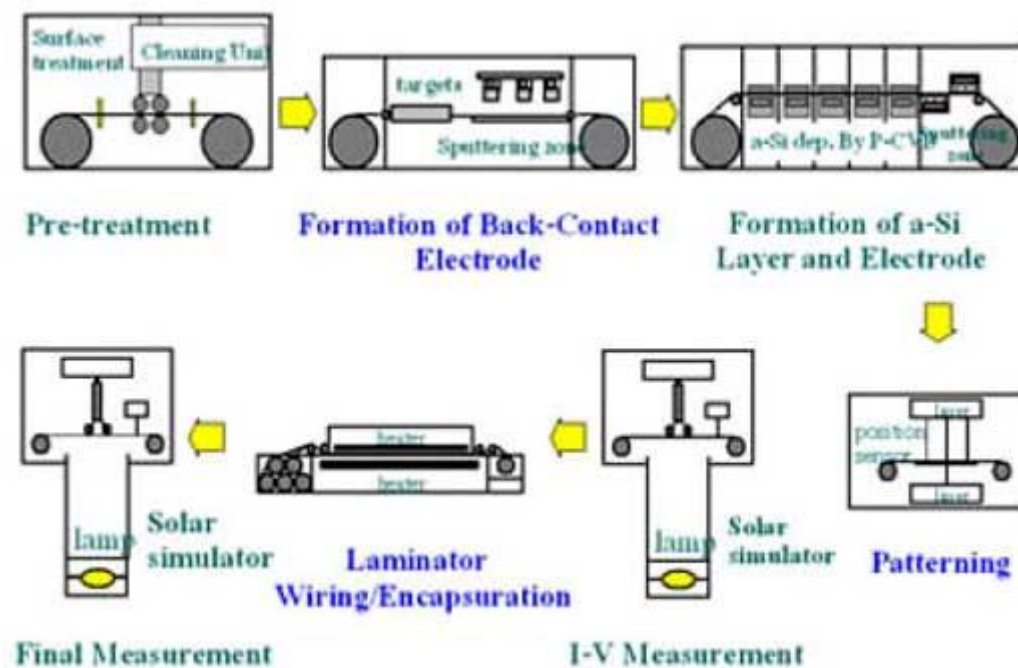 Surface
treatment
Cleaning Unit
Pre-treatment
targets
Sputtering zone
Formation of Back-Contact
Electrode
a-Si dep. By P-CVD
Sputtering
zone
Formation of a-Si
Layer and Electrode
laser
position
sensor
laser
Patterning
lamp
Solar
simulator
I-V Measurement
heater
heater
Laminator
Wiring/Encapsuration
lamp
Solar
simulator
Final Measurement